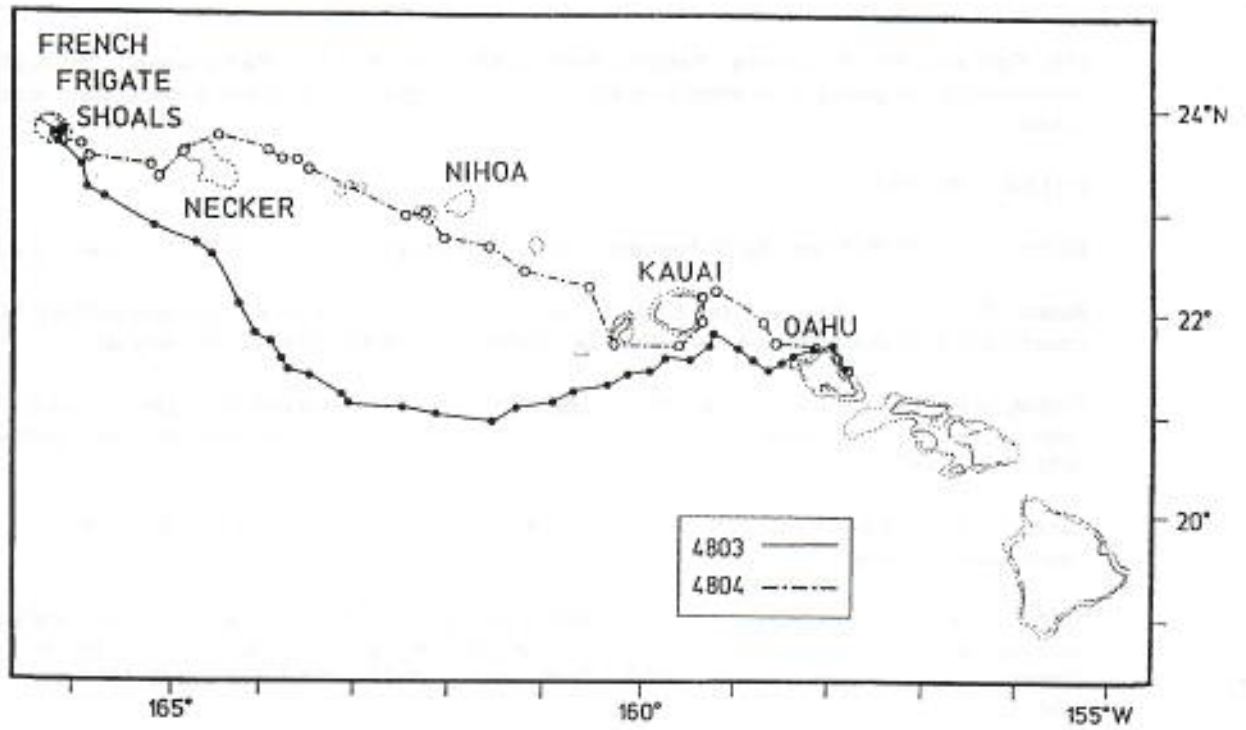 FRENCH
FRIGATE
SHOALS
24°N
NIHOA
NECKER
KAUAI
22°
OAHU
20°
4803
4804
165°
160°
155°W